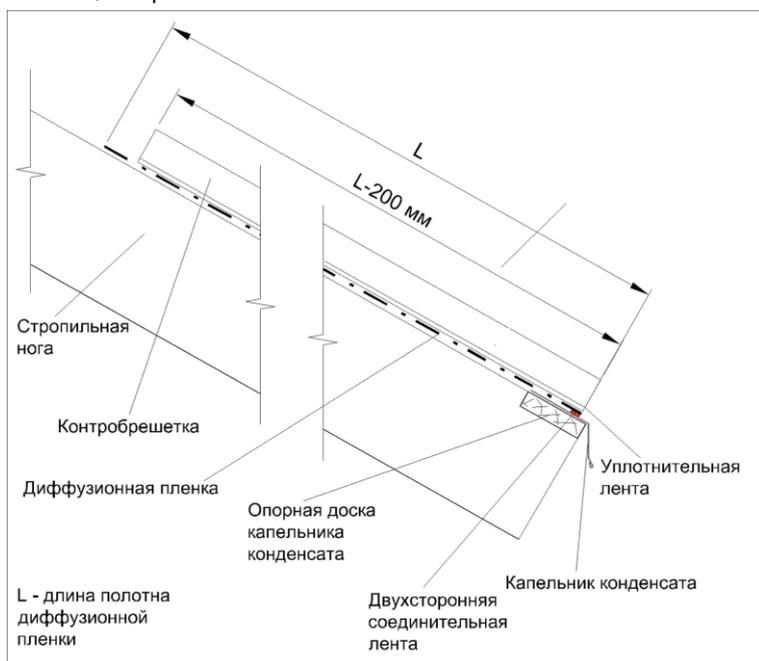 L
L-200 мм
Стропильная
нога
Контробрешетка
Диффузионная пленка
Опорная доска
капельника
конденсата
Уплотнительная
лента
Капельник конденсата
Двухсторонняя
соединительная
лента
L - длина полотна
диффузионной
пленки